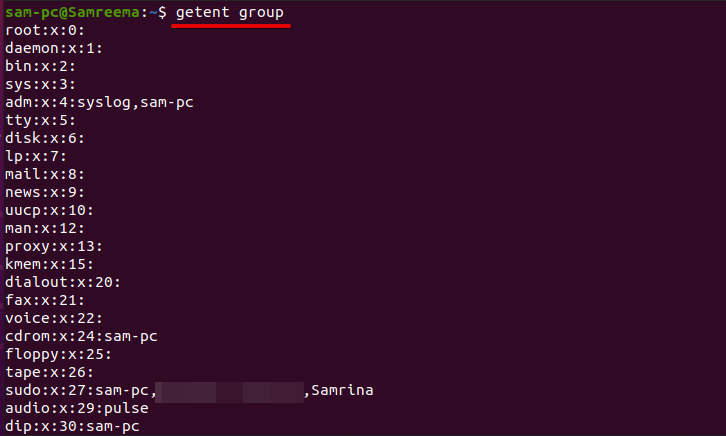 sam-pc@Samreema:~$ getent group
root:x:0:
daemon:x:1:
bin:x:2:
sys:x:3:
adm:x:4:syslog,sam-pc
tty:x:5:
disk:x:6:
lp:x:7:
mail:x:8:
news:x:9:
uucp:x:10:
man:x:12:
proxy:x:13:
kmem:x:15:
dialout:x:20:
fax:x:21:
voice:x:22:
cdrom:x:24:sam-pc
floppy:x:25:
tape:x:26:
sudo:x:27:sam-pc, ,Samrina
audio:x:29:pulse
dip:x:30:sam-pc